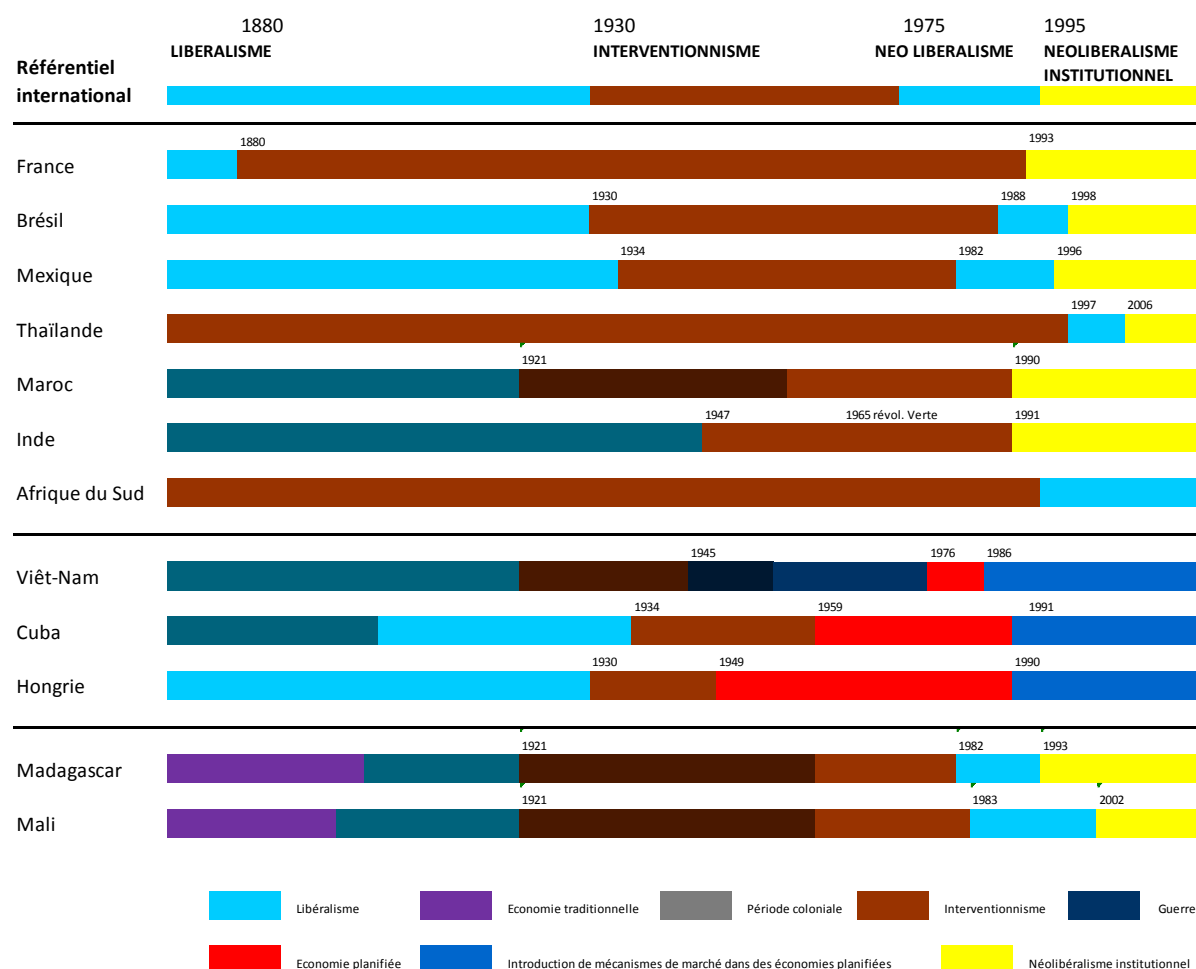 1880 1930 1975 1995
LIBERALISME INTERVENTIONNISME NEO LIBERALISME NEOLIBERALISME
INSTITUTIONNEL
Référentiel
international
1880 1993
France
1930 1988 1998
Brésil
1934 1982 1996
Mexique
1997 2006
Thaïlande
1921 1990
Maroc
1947 1965 révol. Verte 1991
Inde
Afrique du Sud
1945 1976 1986
Viêt-Nam
1934 1959 1991
Cuba
1930 1949 1990
Hongrie
1921 1982 1993
Madagascar
1921 1983 2002
Mali
Libéralisme Economie traditionnelle Période coloniale Interventionnisme Guerre
Economie planifiée Introduction de mécanismes de marché dans des économies planifiées Néolibéralisme institutionnel